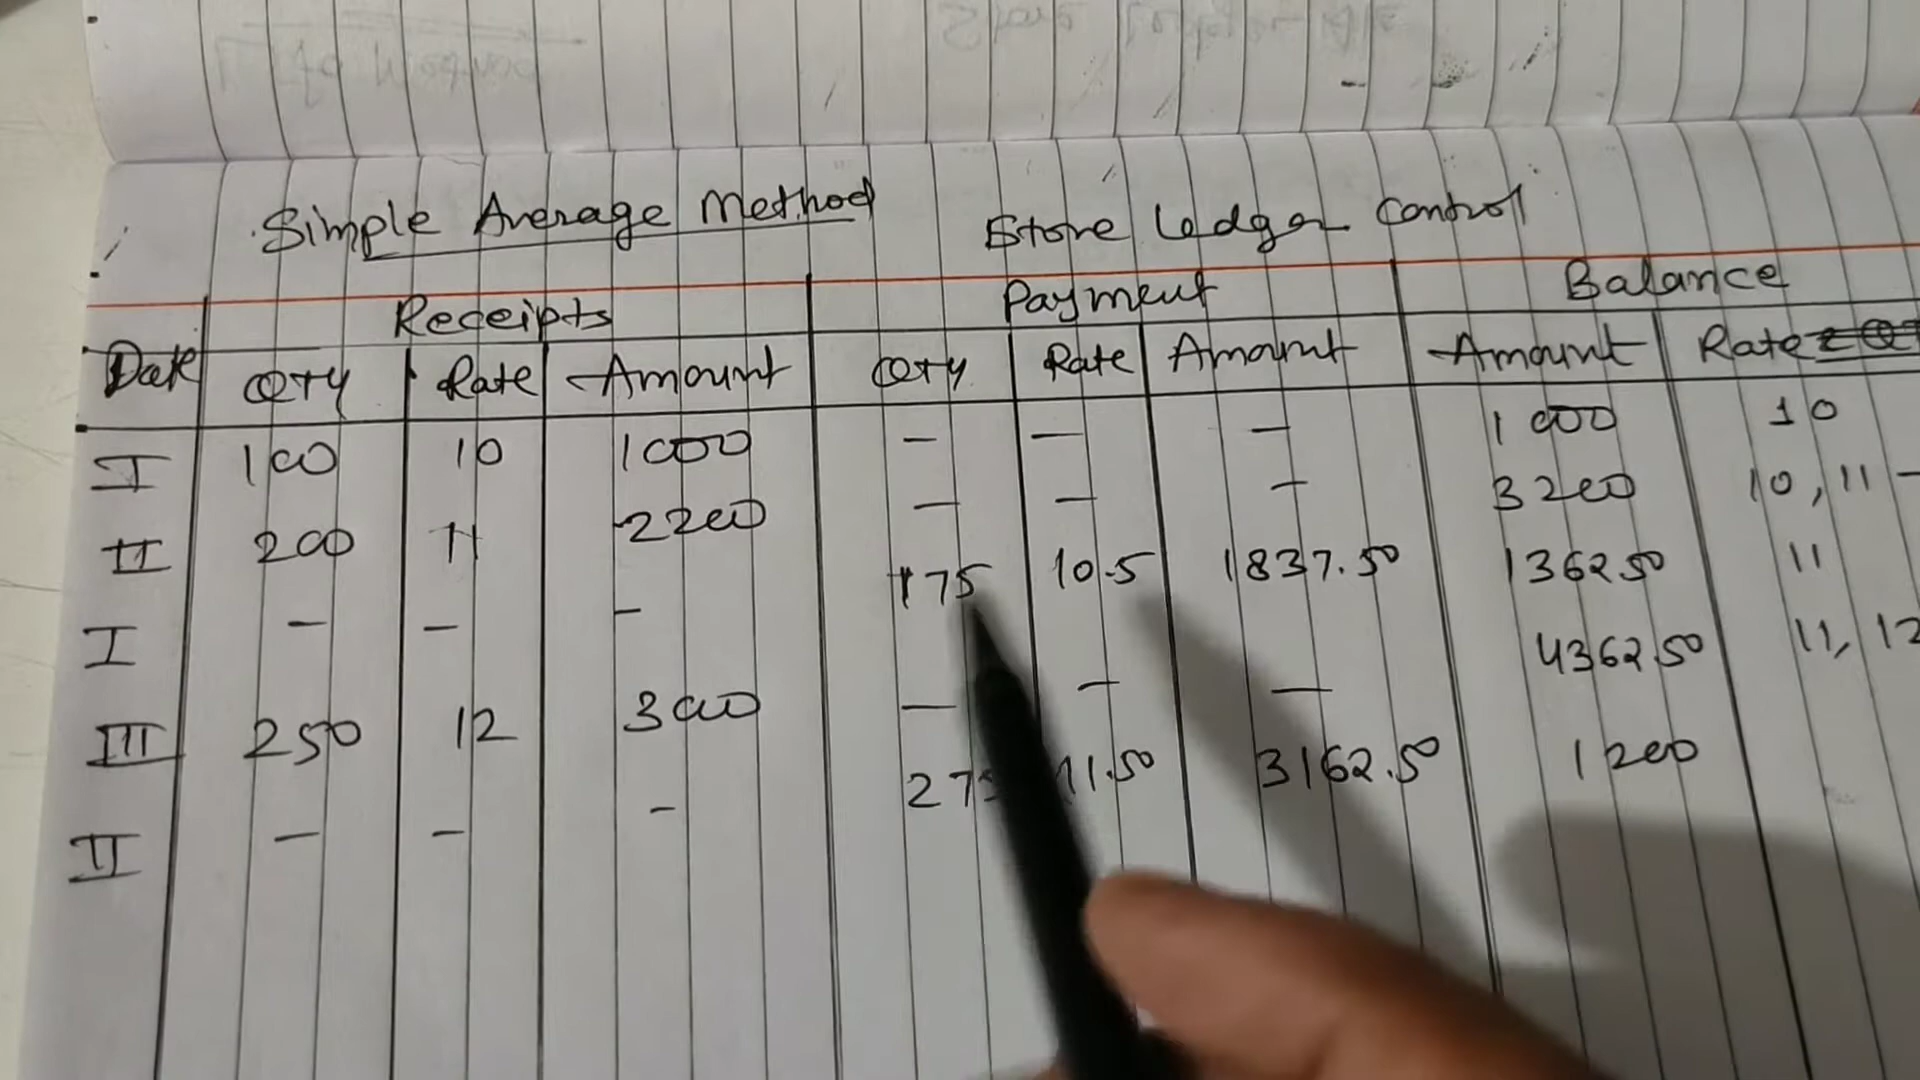 Simple Average Method Store Ledger Control
Receipts Payment Balance
Date QTY Rate Amount QTY Rate Amount Amount Rate
I 100 10 1000 — — — 1000 10
II 200 11 2200 — — — 3200 10, 11 -
I — — — 175 10.5 1837.50 1362.50 11
III 250 12 3000 — — — 4362.50 11, 12
II — — — 11.50 3162.50 1200